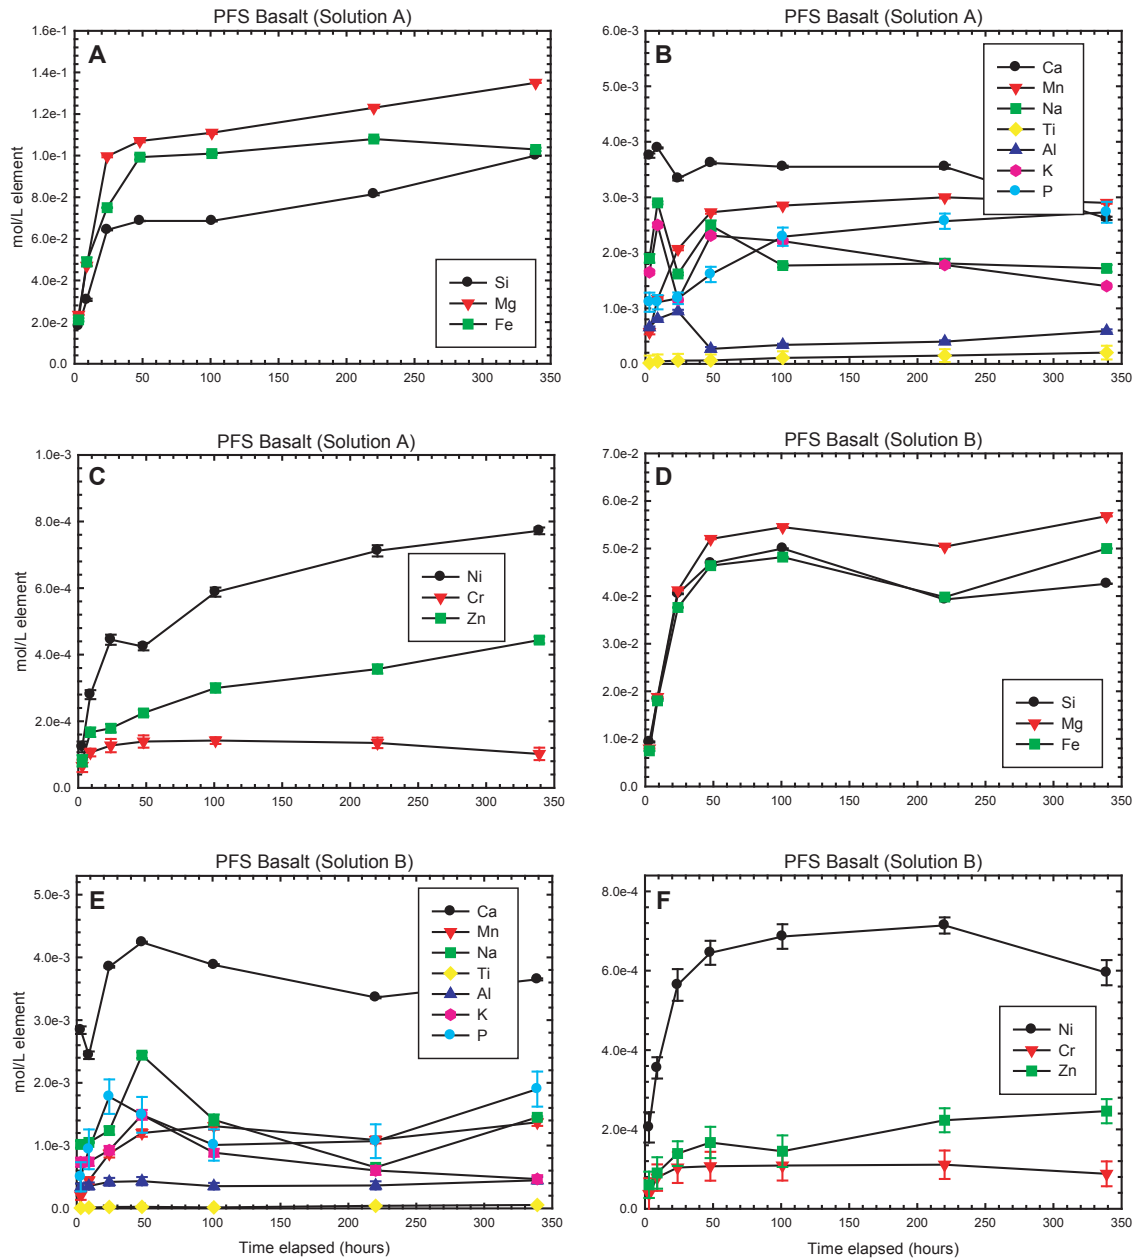 PFS Basalt (Solution A)
A
1.6e-1
1.4e-1
1.2e-1
1.0e-1
8.0e-2
6.0e-2
4.0e-2
2.0e-2
0.0
mol/L element
0 50 100 150 200 250 300 350
Si
Mg
Fe
PFS Basalt (Solution A)
B
6.0e-3
5.0e-3
4.0e-3
3.0e-3
2.0e-3
1.0e-3
0.0
0 50 100 150 200 250 300 350
Ca
Mn
Na
Ti
Al
K
P
PFS Basalt (Solution A)
C
1.0e-3
8.0e-4
6.0e-4
4.0e-4
2.0e-4
0.0
mol/L element
0 50 100 150 200 250 300 350
Ni
Cr
Zn
PFS Basalt (Solution B)
D
7.0e-2
6.0e-2
5.0e-2
4.0e-2
3.0e-2
2.0e-2
1.0e-2
0.0
0 50 100 150 200 250 300 350
Si
Mg
Fe
PFS Basalt (Solution B)
E
5.0e-3
4.0e-3
3.0e-3
2.0e-3
1.0e-3
0.0
mol/L element
0 50 100 150 200 250 300 350
Time elapsed (hours)
Ca
Mn
Na
Ti
Al
K
P
PFS Basalt (Solution B)
F
8.0e-4
6.0e-4
4.0e-4
2.0e-4
0.0
0 50 100 150 200 250 300 350
Time elapsed (hours)
Ni
Cr
Zn